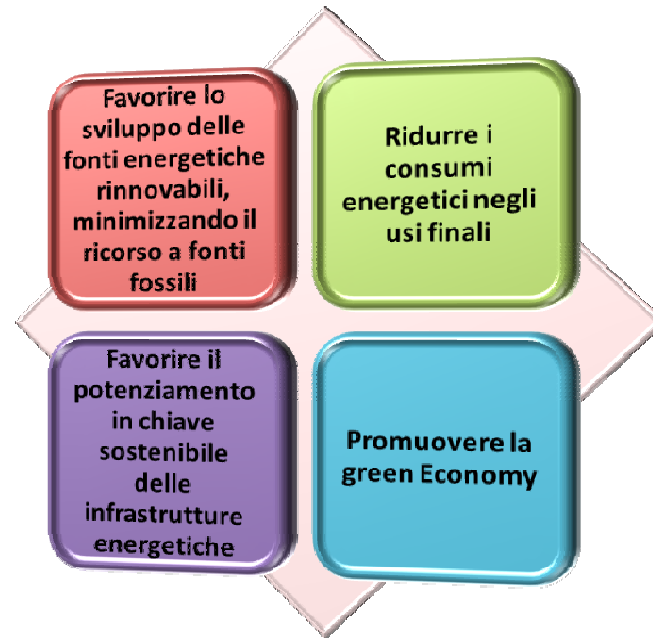 Favorire lo
sviluppo delle
fonti energetiche
rinnovabili,
minimizzando il
ricorso a fonti
fossili
Ridurre i
consumi
energetici negli
usi finali
Favorire il
potenziamento
in chiave
sostenibile
delle
infrastrutture
energetiche
Promuovere la
green Economy